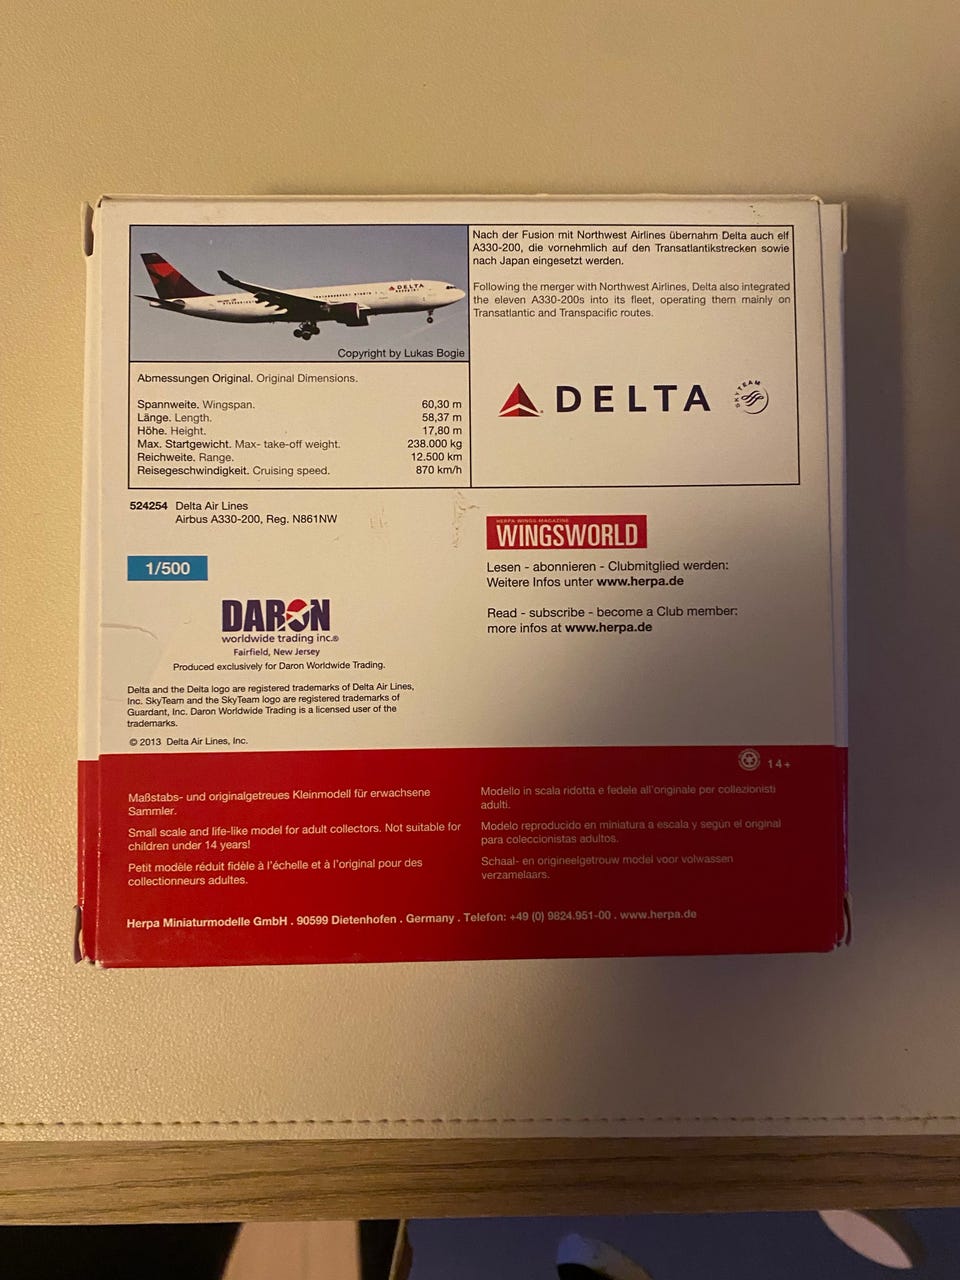 Nach der Fusion mit Northwest Airlines übernahm Delta auch elf
A330-200, die vornehmlich auf den Transatlantikstrecken sowie
nach Japan eingesetzt werden.
Following the merger with Northwest Airlines, Delta also integrated
the eleven A330-200s into its fleet, operating them mainly on
Transatlantic and Transpacific routes.
DELTA
Copyright by Lukas Bogie
Abmessungen Original. Original Dimensions.
Spannweite. Wingspan. 60,30 m
Länge. Length. 58,37 m
Höhe. Height. 17,80 m
Max. Startgewicht. Max- take-off weight. 238.000 kg
Reichweite. Range. 12.500 km
Reisegeschwindigkeit. Cruising speed. 870 km/h
DELTA
SKYTEAM
524254 Delta Air Lines
Airbus A330-200, Reg. N861NW
1/500
DARON
worldwide trading inc.®
Fairfield, New Jersey
Produced exclusively for Daron Worldwide Trading.
Delta and the Delta logo are registered trademarks of Delta Air Lines,
Inc. SkyTeam and the SkyTeam logo are registered trademarks of
Guardant, Inc. Daron Worldwide Trading is a licensed user of the
trademarks.
© 2013 Delta Air Lines, Inc.
HERPA WINGS MAGAZINE
WINGSWORLD
Lesen - abonnieren - Clubmitglied werden:
Weitere Infos unter www.herpa.de
Read - subscribe - become a Club member:
more infos at www.herpa.de
14+
Maßstabs- und originalgetreues Kleinmodell für erwachsene
Sammler.
Small scale and life-like model for adult collectors. Not suitable for
children under 14 years!
Petit modèle réduit fidèle à l'échelle et à l'original pour des
collectionneurs adultes.
Modello in scala ridotta e fedele all'originale per collezionisti
adulti.
Modelo reproducido en miniatura a escala y según el original
para coleccionistas adultos.
Schaal- en origineelgetrouw model voor volwassen
verzamelaars.
Herpa Miniaturmodelle GmbH . 90599 Dietenhofen . Germany . Telefon: +49 (0) 9824.951-00 . www.herpa.de